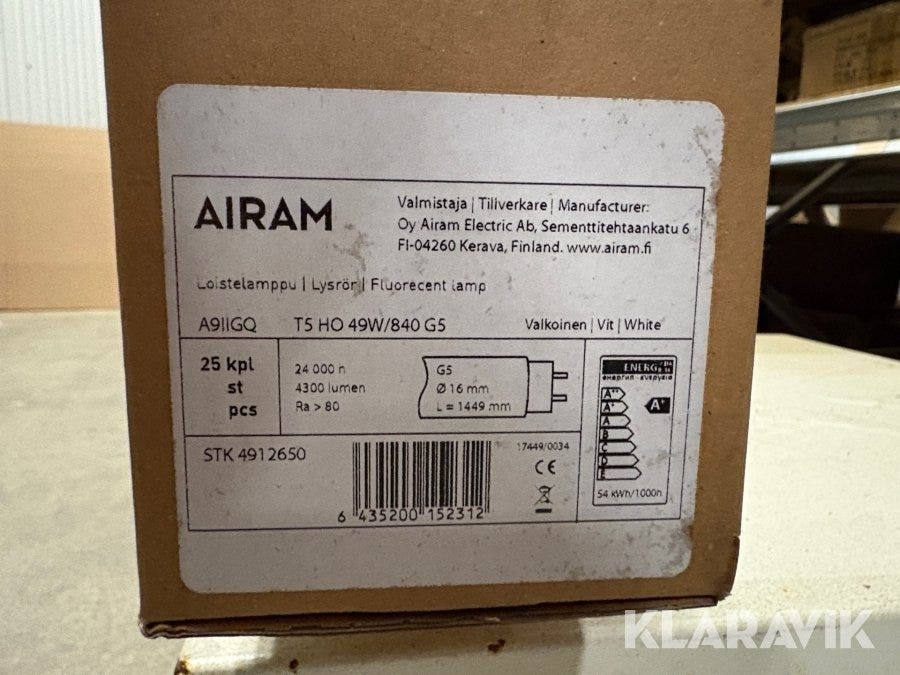 AIRAM
Valmistaja | Tillverkare | Manufacturer:
Oy Airam Electric Ab, Sementtitehtaankatu 6
FI-04260 Kerava, Finland. www.airam.fi
Loistelamppu | Lysrör | Fluorecent lamp
A9IIGQ T5 HO 49W/840 G5 Valkoinen | Vit | White
25 kpl
st
pcs
24 000 h
4300 lumen
Ra > 80
G5
Ø 16 mm
L = 1449 mm
ENERG
енергия · ενεργεια
A++
A+
A
B
C
D
E
A+
54 kWh/1000h
STK 4912650
17449/0034
CE
6 435200 152312
KLARAVIK